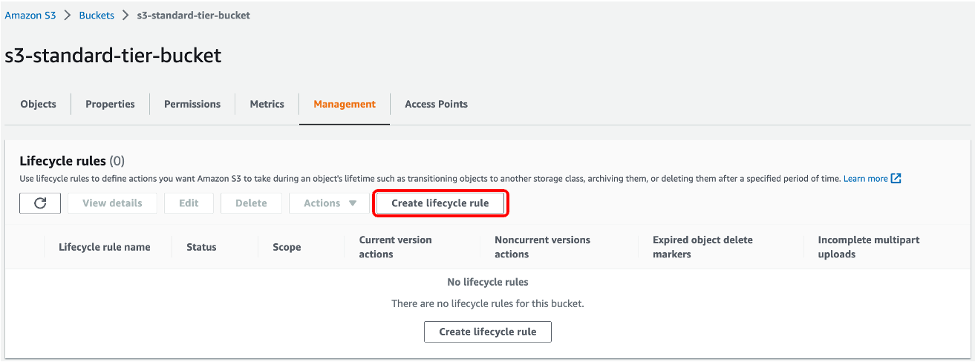 Amazon S3 > Buckets > s3-standard-tier-bucket
s3-standard-tier-bucket
Objects Properties Permissions Metrics Management Access Points
Lifecycle rules (0)
Use lifecycle rules to define actions you want Amazon S3 to take during an object's lifetime such as transitioning objects to another storage class, archiving them, or deleting them after a specified period of time. Learn more
View details Edit Delete Actions Create lifecycle rule
Lifecycle rule name Status Scope Current version actions Noncurrent versions actions Expired object delete markers Incomplete multipart uploads
No lifecycle rules
There are no lifecycle rules for this bucket.
Create lifecycle rule